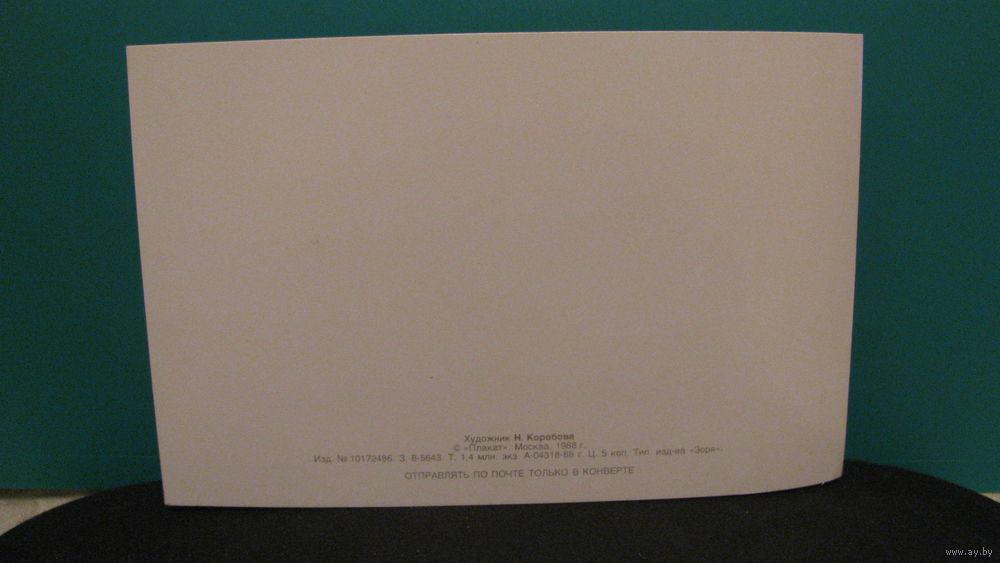 Художник Н. Коробова
© «Плакат». Москва. 1988 г.
Изд. № 10172486. З. 8-5643. Т. 1,4 млн. экз. А-04318-88 г. Ц. 5 коп. Тип. изд-ва «Зоря».
ОТПРАВЛЯТЬ ПО ПОЧТЕ ТОЛЬКО В КОНВЕРТЕ
www.ay.by